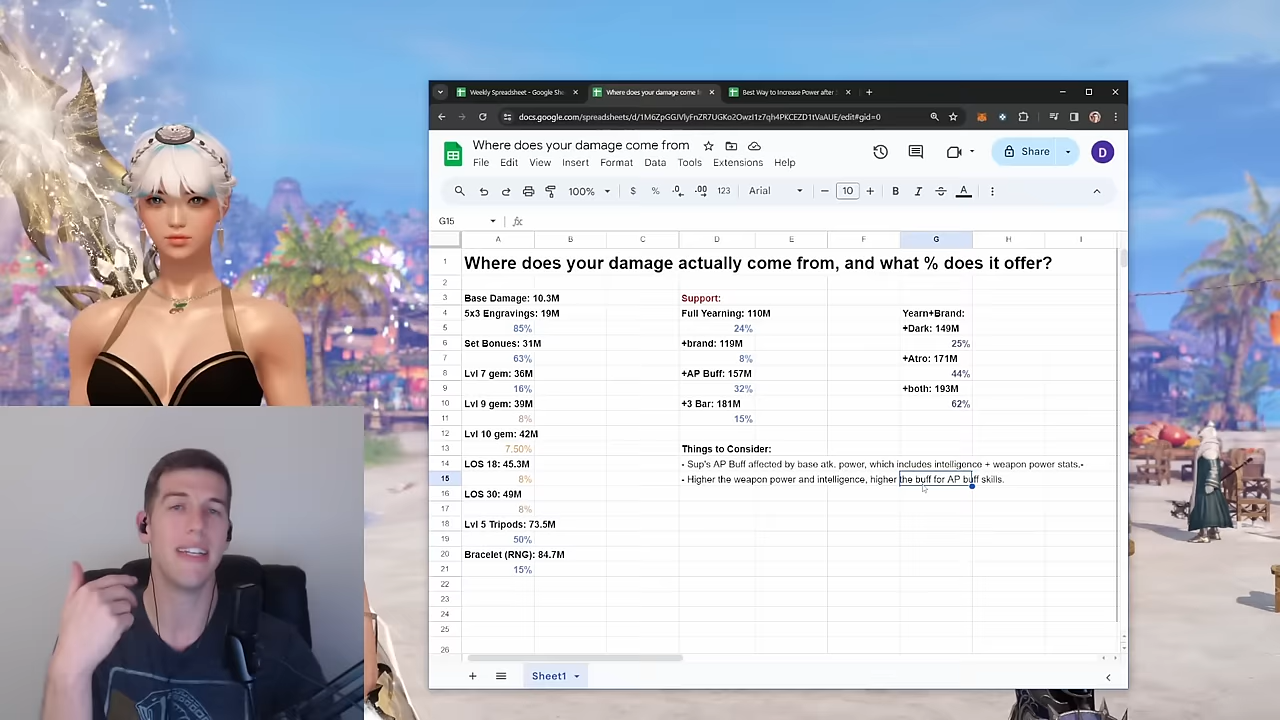 Weekly Spreadsheet - Google She
Where does your damage come f
Best Way to Increase Power after
docs.google.com/spreadsheets/d/1M6ZpGGJVlyFnZR7UGKo2OwzI1z7qh4PKCEZD1tVaAUE/edit#gid=0
Where does your damage come from
File Edit View Insert Format Data Tools Extensions Help
Share
D
100% $ % .0 .00 123 Arial 10 B I A
G15
A B C D E F G H I
1 Where does your damage actually come from, and what % does it offer?
2
3 Base Damage: 10.3M Support:
4 5x3 Engravings: 19M Full Yearning: 110M Yearn+Brand:
5 85% 24% +Dark: 149M
6 Set Bonuses: 31M +brand: 119M 25%
7 63% 8% +Atro: 171M
8 Lvl 7 gem: 36M +AP Buff: 157M 44%
9 16% 32% +both: 193M
10 Lvl 9 gem: 39M +3 Bar: 181M 62%
11 8% 15%
12 Lvl 10 gem: 42M
13 7.50% Things to Consider:
14 LOS 18: 45.3M - Sup's AP Buff affected by base atk. power, which includes intelligence + weapon power stats.-
15 8% - Higher the weapon power and intelligence, higher the buff for AP buff skills.
16 LOS 30: 49M
17 8%
18 Lvl 5 Tripods: 73.5M
19 50%
20 Bracelet (RNG): 84.7M
21 15%
22
23
24
25
26
Sheet1